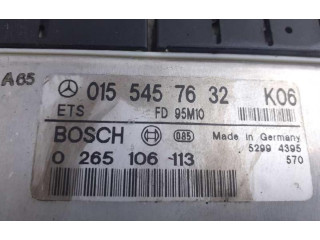 A65
015 545 76 32 K06
ETS FD 95M10
BOSCH 085 Made in Germany
5299 4395
0 265 106 113 570